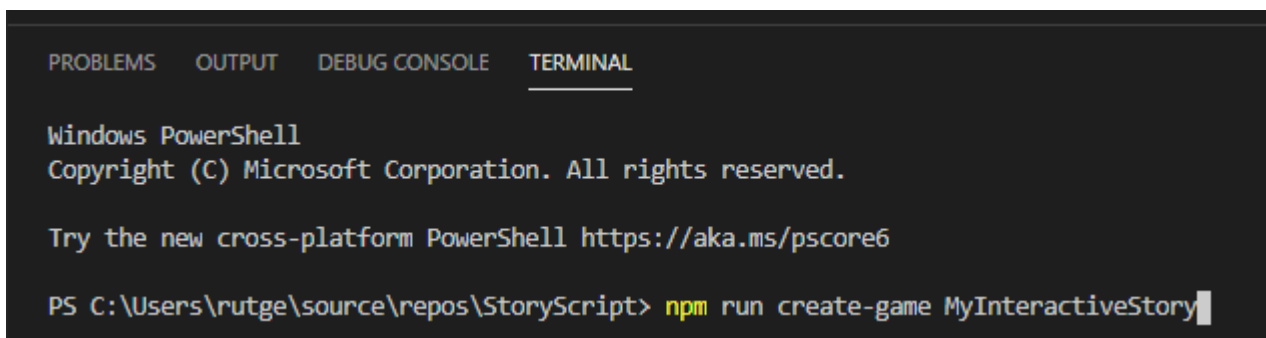 PROBLEMS OUTPUT DEBUG CONSOLE TERMINAL
Windows PowerShell
Copyright (C) Microsoft Corporation. All rights reserved.
Try the new cross-platform PowerShell https://aka.ms/pscore6
PS C:\Users\rutge\source\repos\StoryScript> npm run create-game MyInteractiveStory